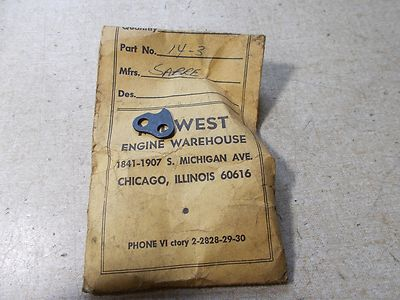 Quantity
Part No. 14-3
Mfrs. SABRE
Des.
WEST
ENGINE WAREHOUSE
1841-1907 S. MICHIGAN AVE.
CHICAGO, ILLINOIS 60616
PHONE VI ctory 2-2828-29-30